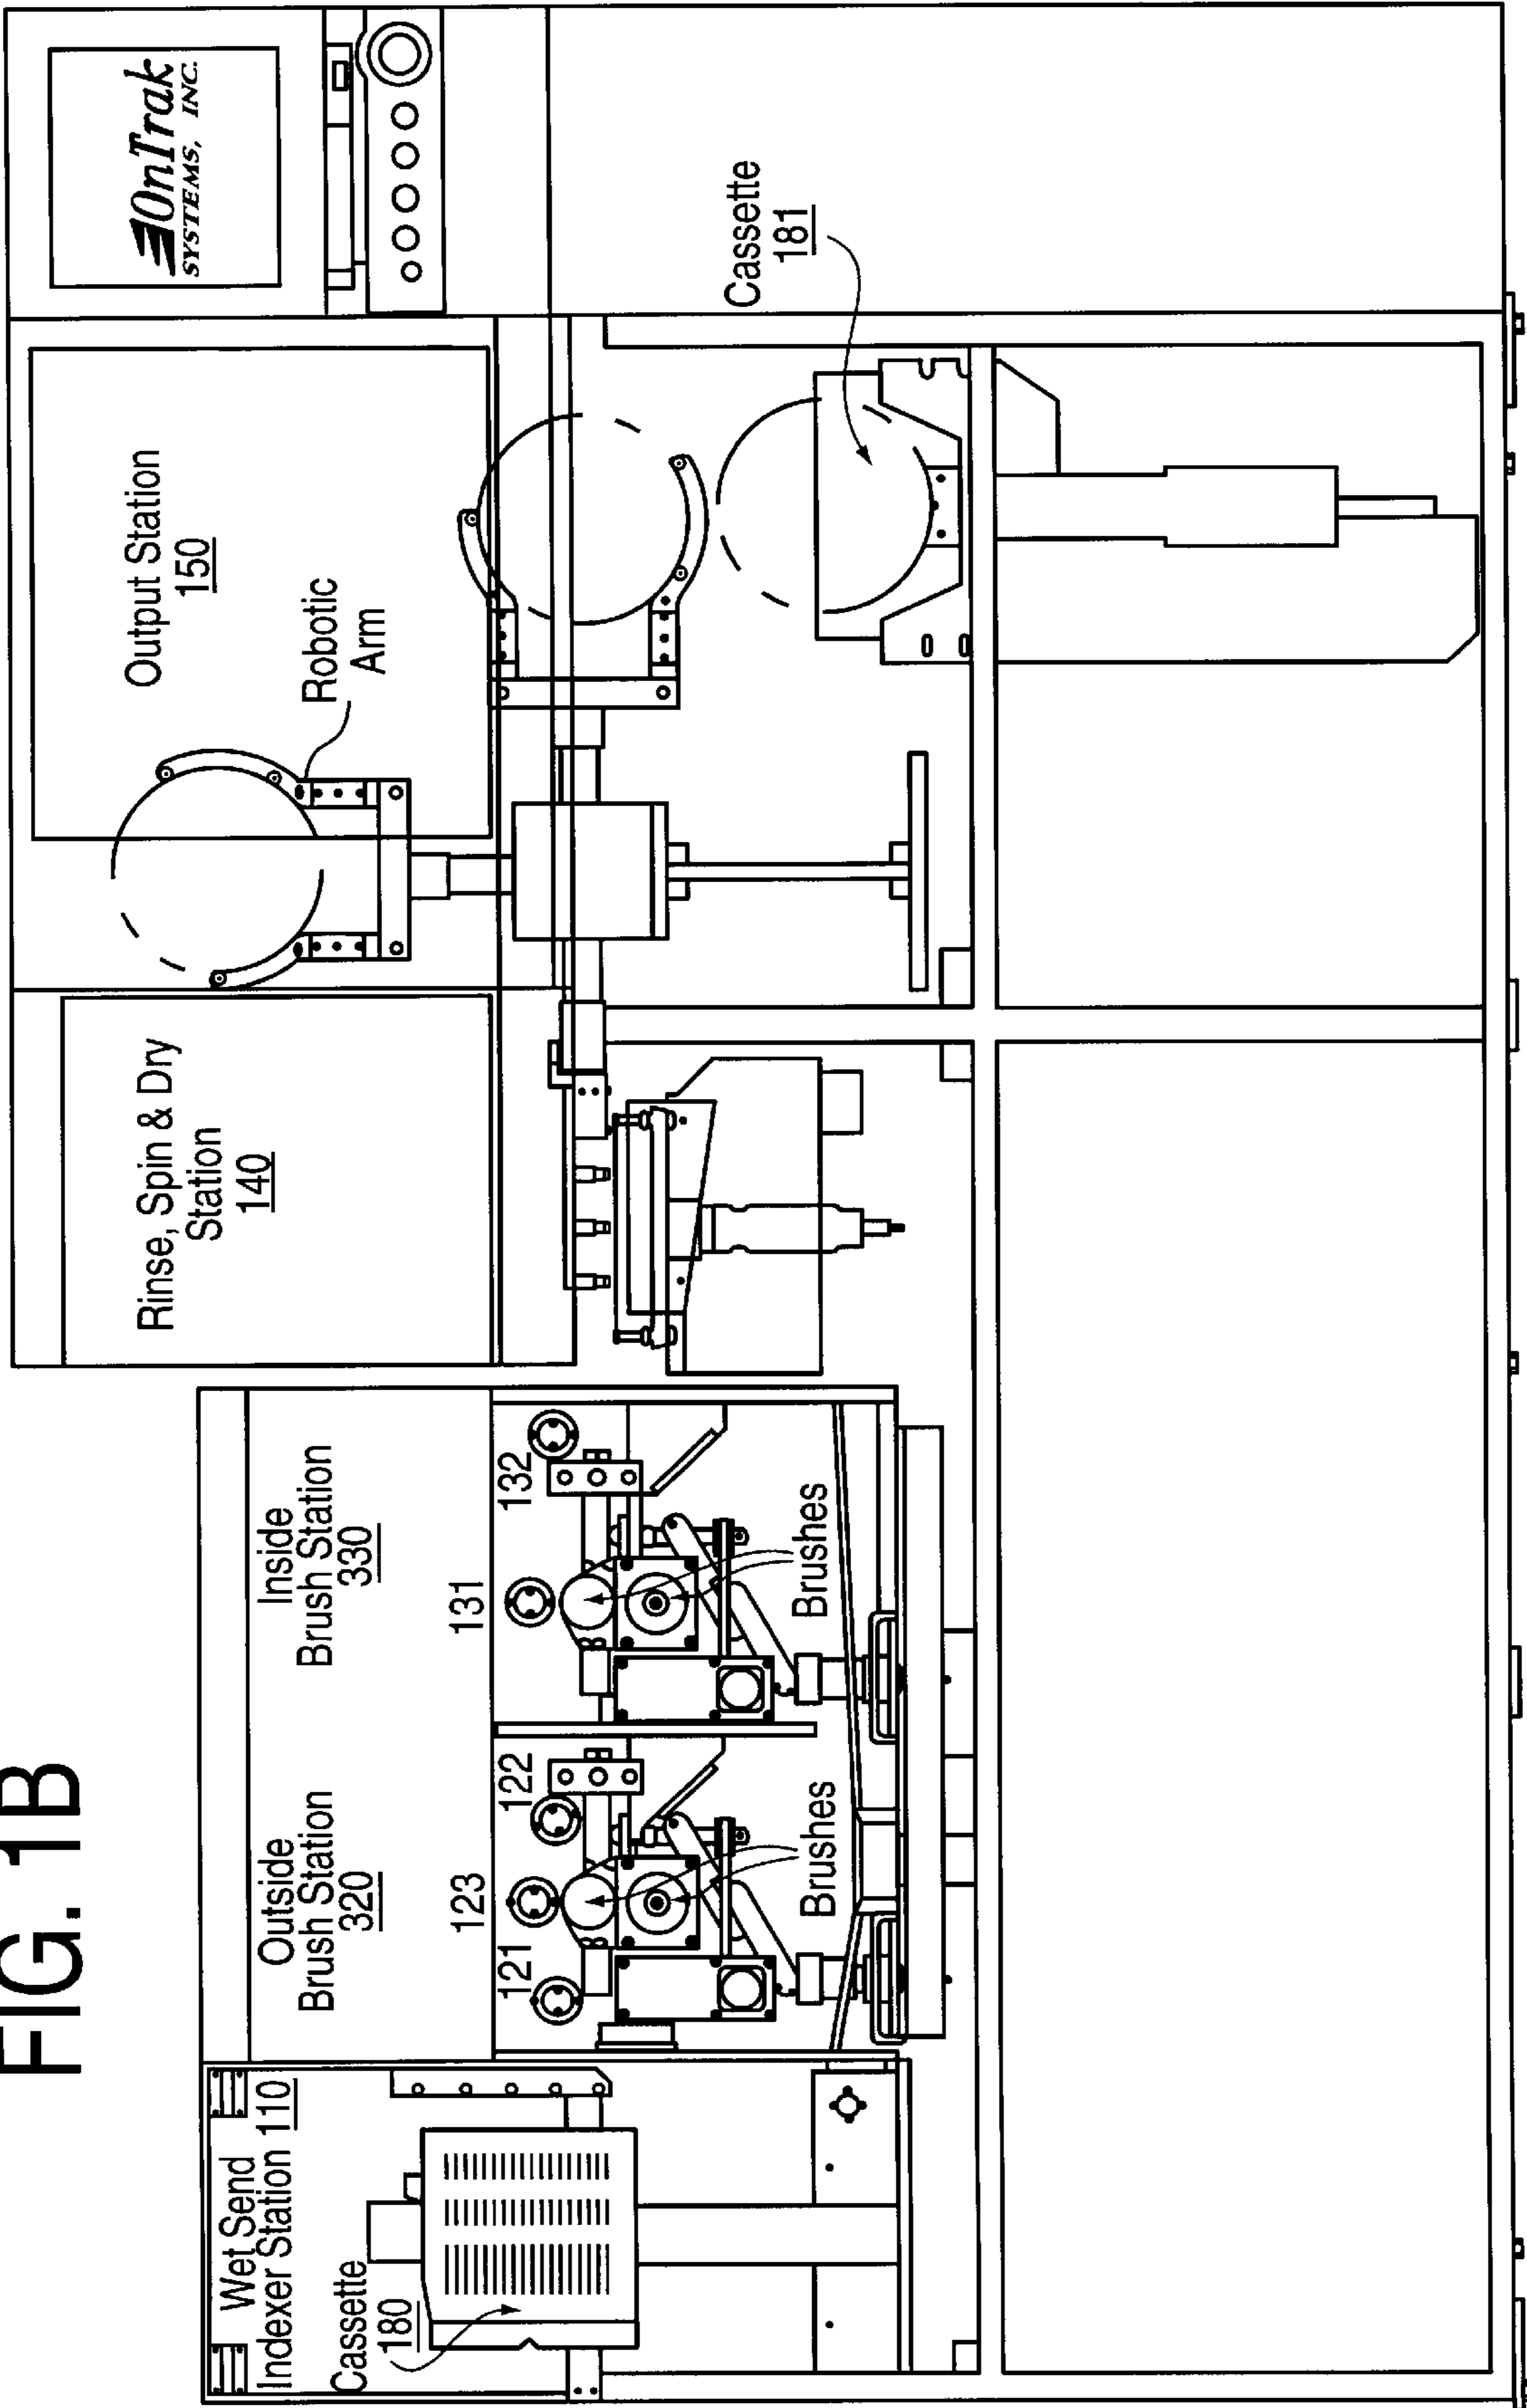 FIG. 1B
Wet Send
Indexer Station 110
Cassette
180
Outside
Brush Station
320
121
123
122
Brushes
Inside
Brush Station
330
131
132
Brushes
Rinse, Spin & Dry
Station
140
Output Station
150
Robotic
Arm
Cassette
181
OnTrak
SYSTEMS, INC.